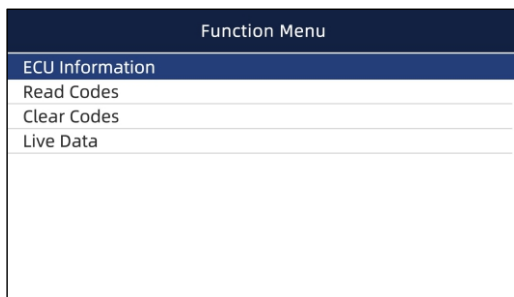 Function Menu
ECU Information
Read Codes
Clear Codes
Live Data